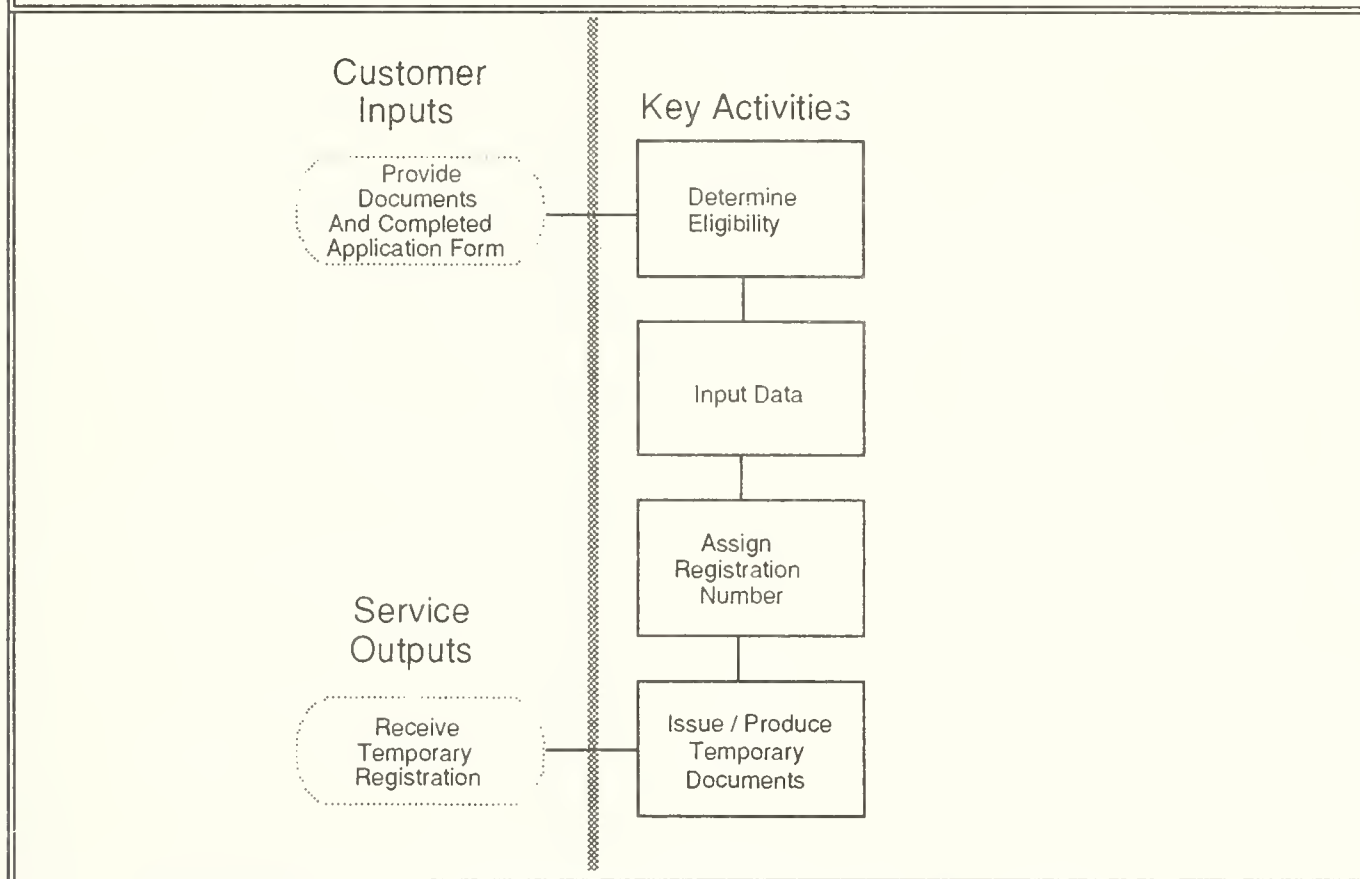 Customer
Inputs
Provide
Documents
And Completed
Application Form
Key Activities
Determine
Eligibility
Input Data
Assign
Registration
Number
Service
Outputs
Receive
Temporary
Registration
Issue / Produce
Temporary
Documents